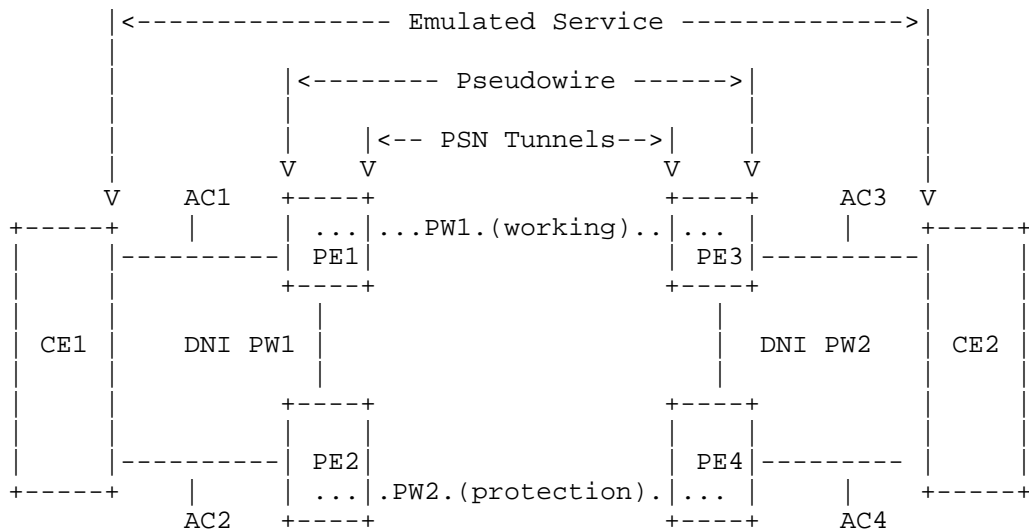 |<---------------- Emulated Service -------------->|
| |
| |<-------- Pseudowire ------>| |
| | | |
| | |<-- PSN Tunnels-->| | |
| V V V V |
V AC1 +----+ +----+ AC3 V
+-----+ | | ...|...PW1.(working)..|... | | +-----+
| |----------| PE1| | PE3|----------| |
| | +----+ +----+ | |
| | | | | |
| CE1 | DNI PW1 | | DNI PW2 | CE2 |
| | | | | |
| | +----+ +----+ | |
| | | | | | | |
| |----------| PE2| | PE4|--------- | |
+-----+ | | ...|.PW2.(protection).|... | | +-----+
AC2 +----+ +----+ AC4